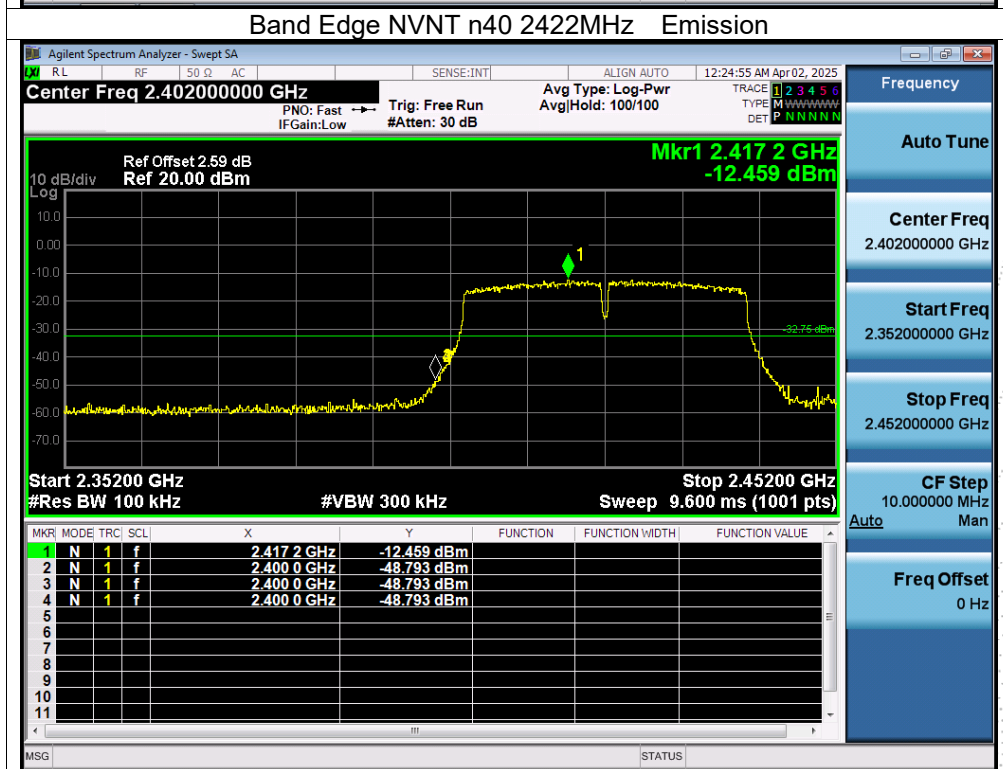 Band Edge NVNT n40 2422MHz Emission
Agilent Spectrum Analyzer - Swept SA
LXI RL RF 50 Ω AC SENSE:INT ALIGN AUTO 12:24:55 AM Apr 02, 2025
Center Freq 2.402000000 GHz
PNO: Fast
IFGain:Low
Trig: Free Run
#Atten: 30 dB
Avg Type: Log-Pwr
Avg|Hold: 100/100
TRACE 1 2 3 4 5 6
TYPE M WWWWW
DET P N N N N N
Mkr1 2.417 2 GHz
-12.459 dBm
Ref Offset 2.59 dB
10 dB/div Ref 20.00 dBm
Log
10.0
0.00
-10.0
-20.0
-30.0
-40.0
-50.0
-60.0
-70.0
1
-32.75 dBm
Start 2.35200 GHz Stop 2.45200 GHz
#Res BW 100 kHz #VBW 300 kHz Sweep 9.600 ms (1001 pts)
MKR MODE TRC SCL X Y FUNCTION FUNCTION WIDTH FUNCTION VALUE
1 N 1 f 2.417 2 GHz -12.459 dBm
2 N 1 f 2.400 0 GHz -48.793 dBm
3 N 1 f 2.400 0 GHz -48.793 dBm
4 N 1 f 2.400 0 GHz -48.793 dBm
5
6
7
8
9
10
11
MSG STATUS
Frequency
Auto Tune
Center Freq
2.402000000 GHz
Start Freq
2.352000000 GHz
Stop Freq
2.452000000 GHz
CF Step
10.000000 MHz
Auto Man
Freq Offset
0 Hz